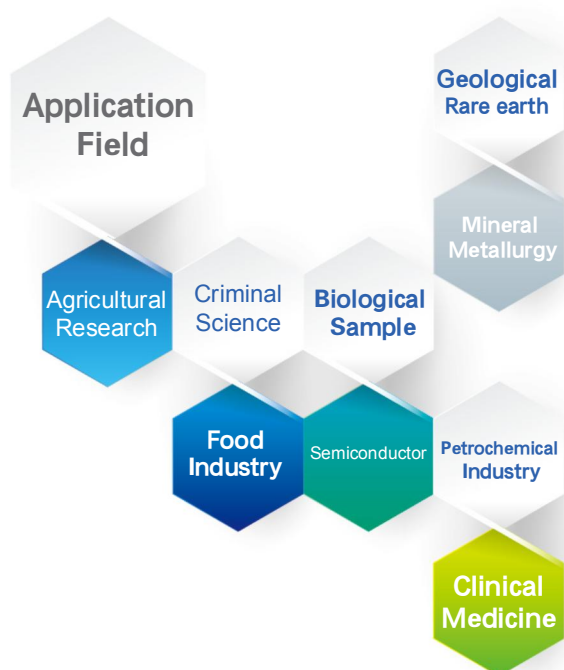 Application
Field
Geological
Rare earth
Mineral
Metallurgy
Agricultural
Research
Criminal
Science
Biological
Sample
Food
Industry
Semiconductor
Petrochemical
Industry
Clinical
Medicine